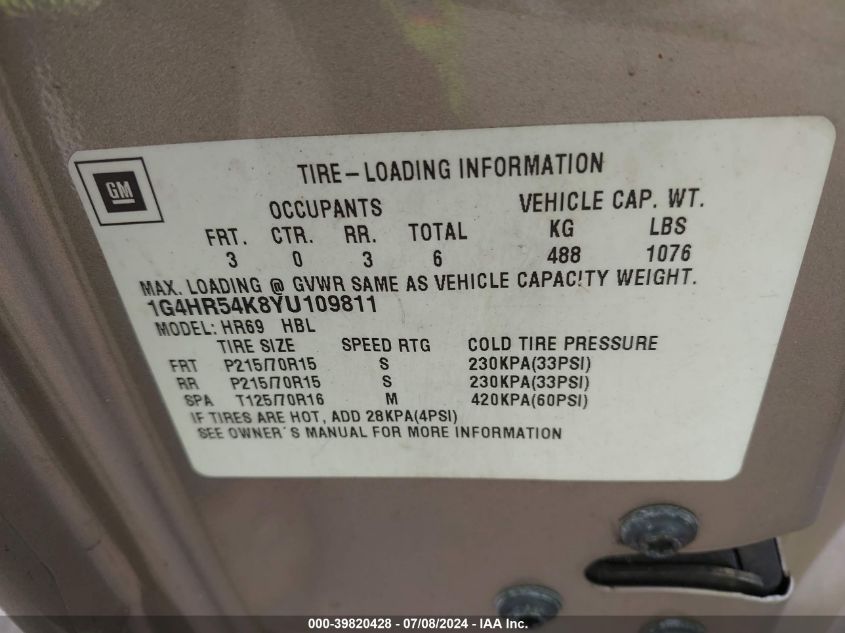 GM
TIRE-LOADING INFORMATION
OCCUPANTS VEHICLE CAP. WT.
FRT. CTR. RR. TOTAL KG LBS
3 0 3 6 488 1076
MAX. LOADING @ GVWR SAME AS VEHICLE CAPACITY WEIGHT.
1G4HR54K8YU109811
MODEL: HR69 HBL
TIRE SIZE SPEED RTG COLD TIRE PRESSURE
FRT P215/70R15 S 230KPA(33PSI)
RR P215/70R15 S 230KPA(33PSI)
SPA T125/70R16 M 420KPA(60PSI)
IF TIRES ARE HOT, ADD 28KPA(4PSI)
SEE OWNER'S MANUAL FOR MORE INFORMATION
000-39820428 - 07/08/2024 - IAA Inc.